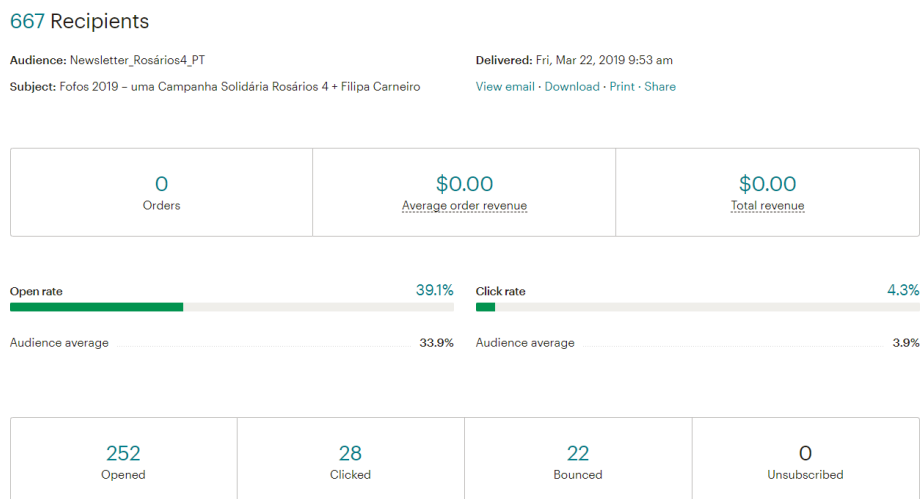 667 Recipients
Audience: Newsletter_Rosários4_PT
Delivered: Fri, Mar 22, 2019 9:53 am
Subject: Fofos 2019 – uma Campanha Solidária Rosários 4 + Filipa Carneiro
View email · Download · Print · Share
0
Orders
$0.00
Average order revenue
$0.00
Total revenue
Open rate 39.1%
Click rate 4.3%
Audience average 33.9%
Audience average 3.9%
252
Opened
28
Clicked
22
Bounced
0
Unsubscribed